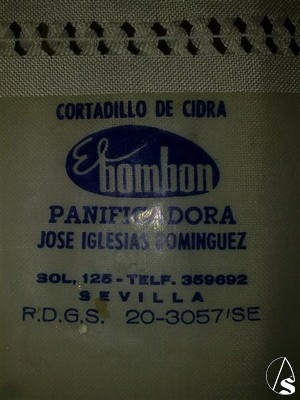 CORTADILLO DE CIDRA
El bombon
PANIFICADORA
JOSE IGLESIAS DOMINGUEZ
SOL, 125 - TELF. 359692
SEVILLA
R.D.G.S. 20-3057/SE